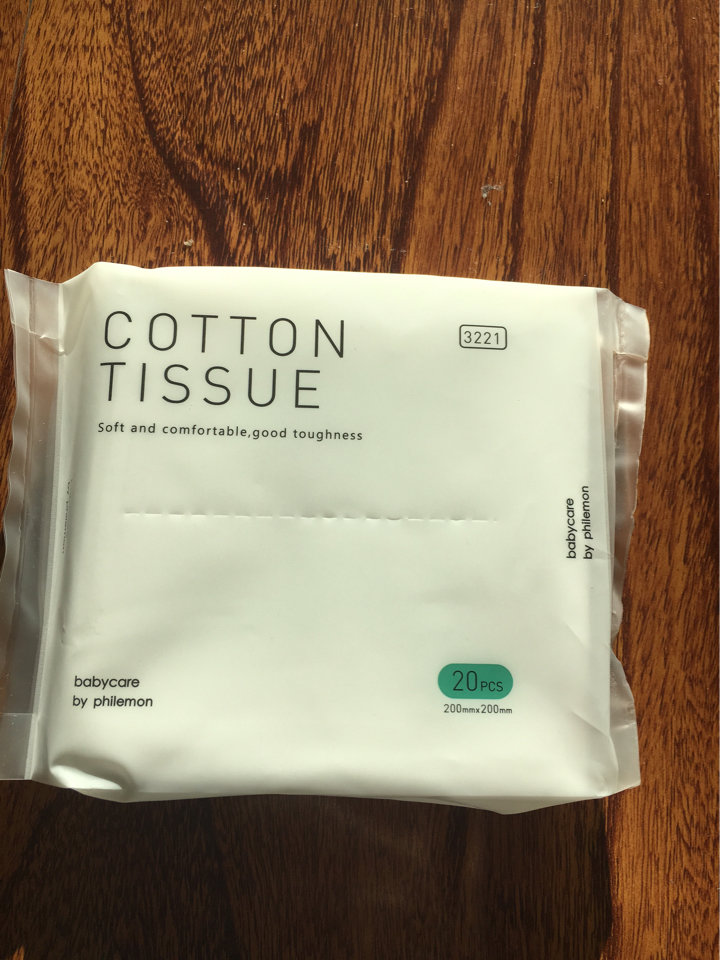 COTTON
TISSUE
3221
Soft and comfortable,good toughness
babycare
by philemon
babycare
by philemon
20PCS
200mmx200mm